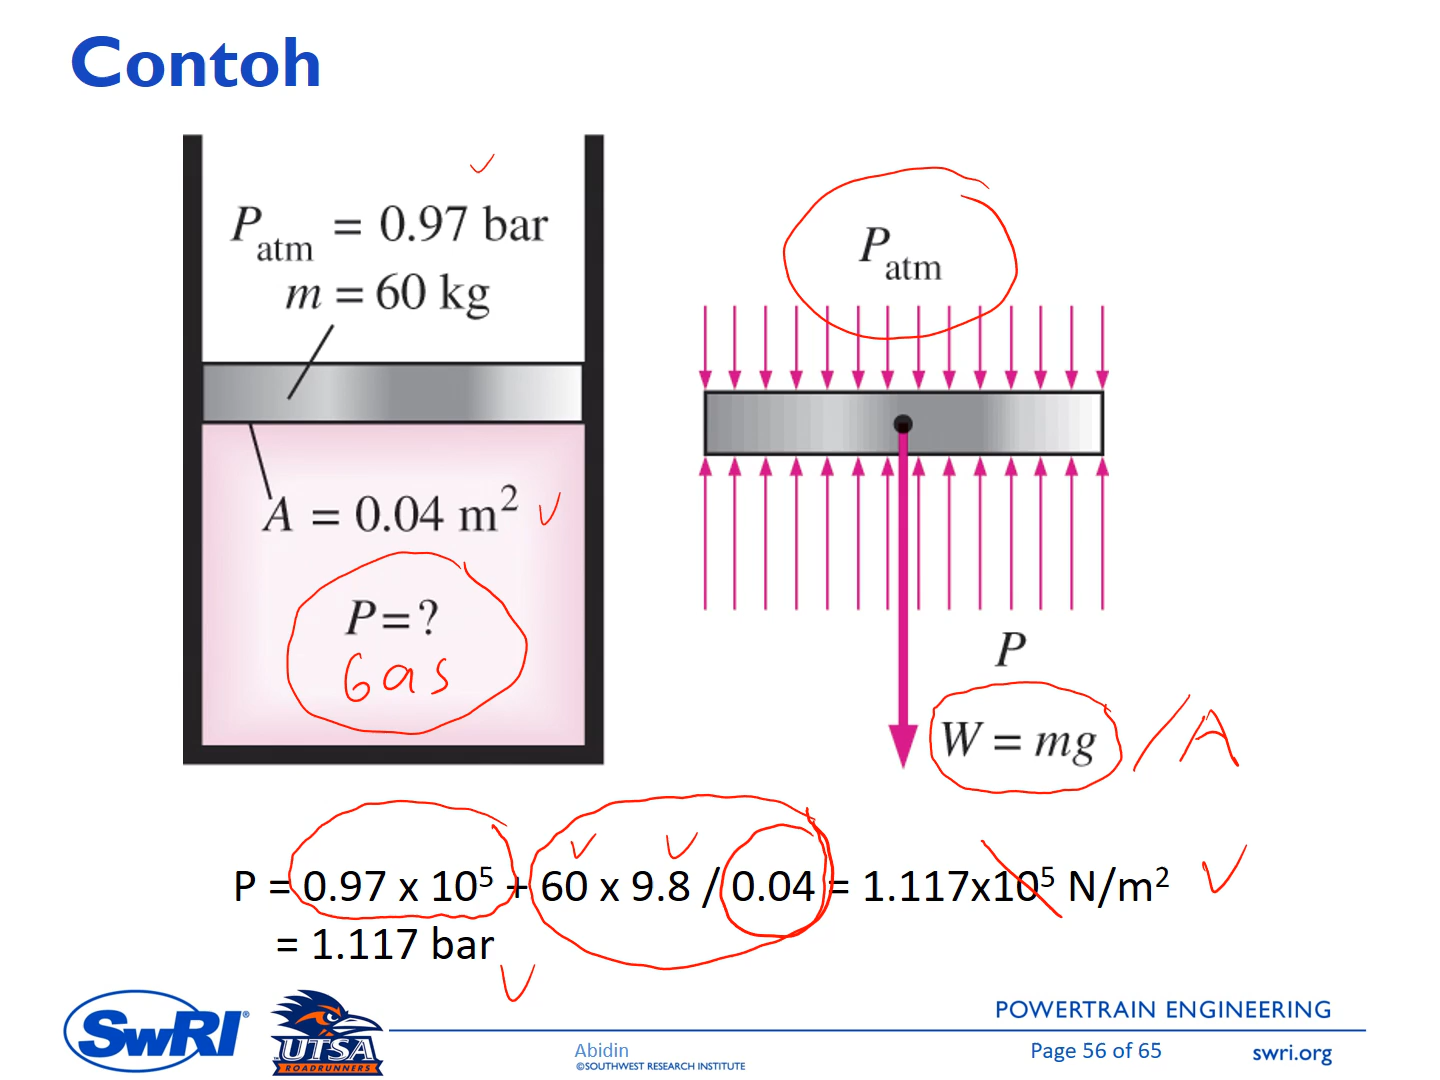 Contoh
P atm = 0.97 bar
m = 60 kg
A = 0.04 m²
P = ?
Gas
P atm
P
W = mg /A
P = 0.97 x 10⁵ + 60 x 9.8 / 0.04 = 1.117x10⁵ N/m²
= 1.117 bar
SwRI®
UTSA
ROADRUNNERS
Abidin
©SOUTHWEST RESEARCH INSTITUTE
POWERTRAIN ENGINEERING
Page 56 of 65
swri.org